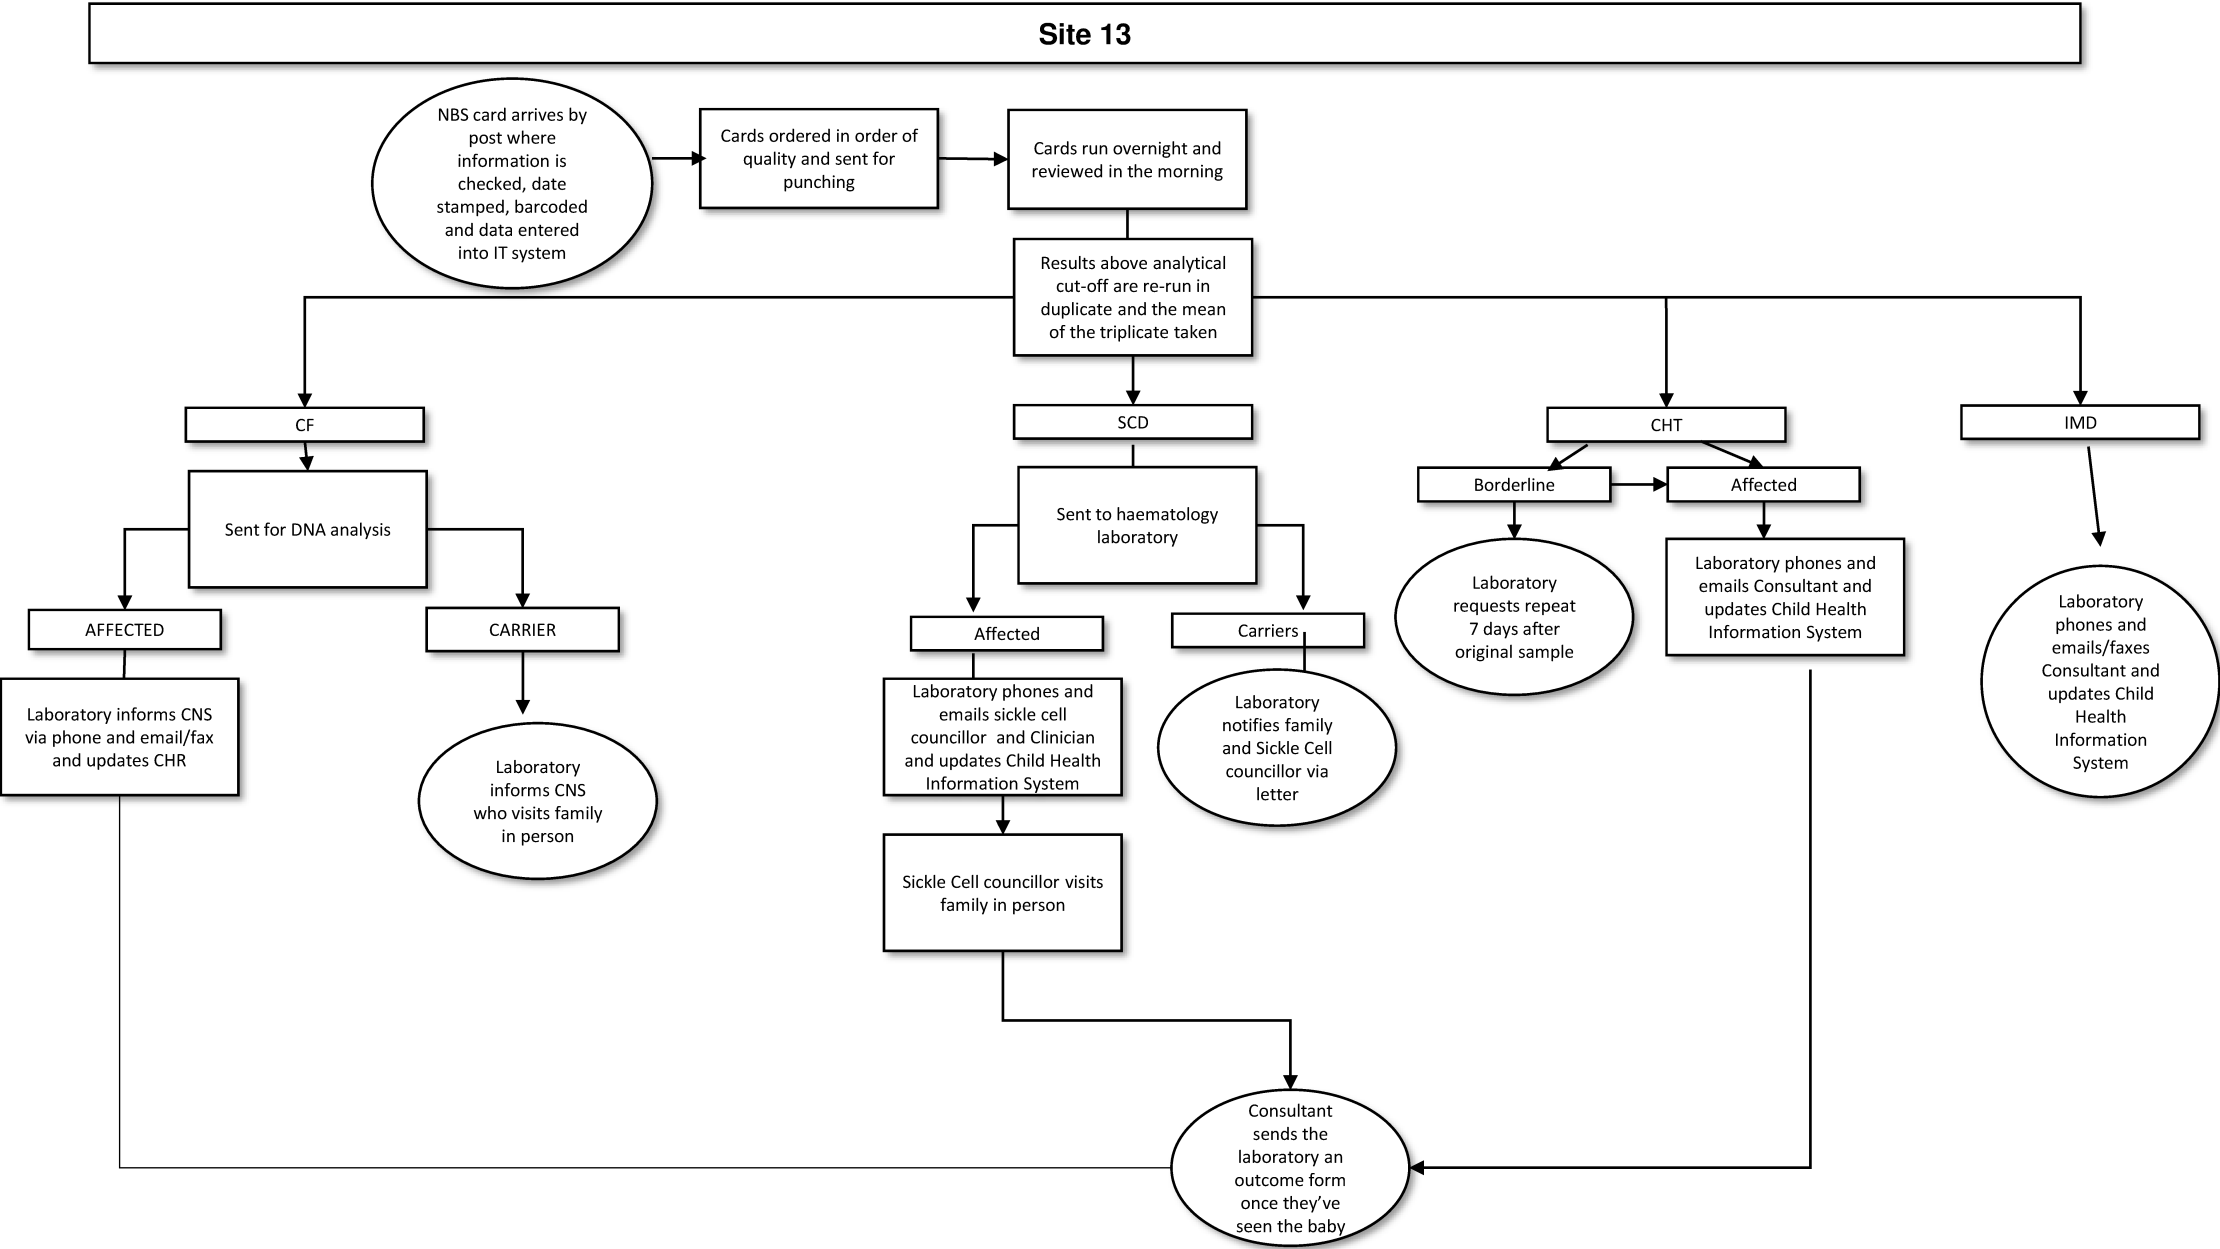 Site 13
NBS card arrives by
post where
information is
checked, date
stamped, barcoded
and data entered
into IT system
Cards ordered in order of
quality and sent for
punching
Cards run overnight and
reviewed in the morning
Results above analytical
cut-off are re-run in
duplicate and the mean
of the triplicate taken
CF
SCD
CHT
IMD
Sent for DNA analysis
Sent to haematology
laboratory
Borderline
Affected
AFFECTED
CARRIER
Affected
Carriers
Laboratory
requests repeat
7 days after
original sample
Laboratory phones and
emails Consultant and
updates Child Health
Information System
Laboratory
phones and
emails/faxes
Consultant and
updates Child
Health
Information
System
Laboratory informs CNS
via phone and email/fax
and updates CHR
Laboratory
informs CNS
who visits family
in person
Laboratory phones and
emails sickle cell
councillor  and Clinician
and updates Child Health
Information System
Laboratory
notifies family
and Sickle Cell
councillor via
letter
Sickle Cell councillor visits
family in person
Consultant
sends the
laboratory an
outcome form
once they’ve
seen the baby